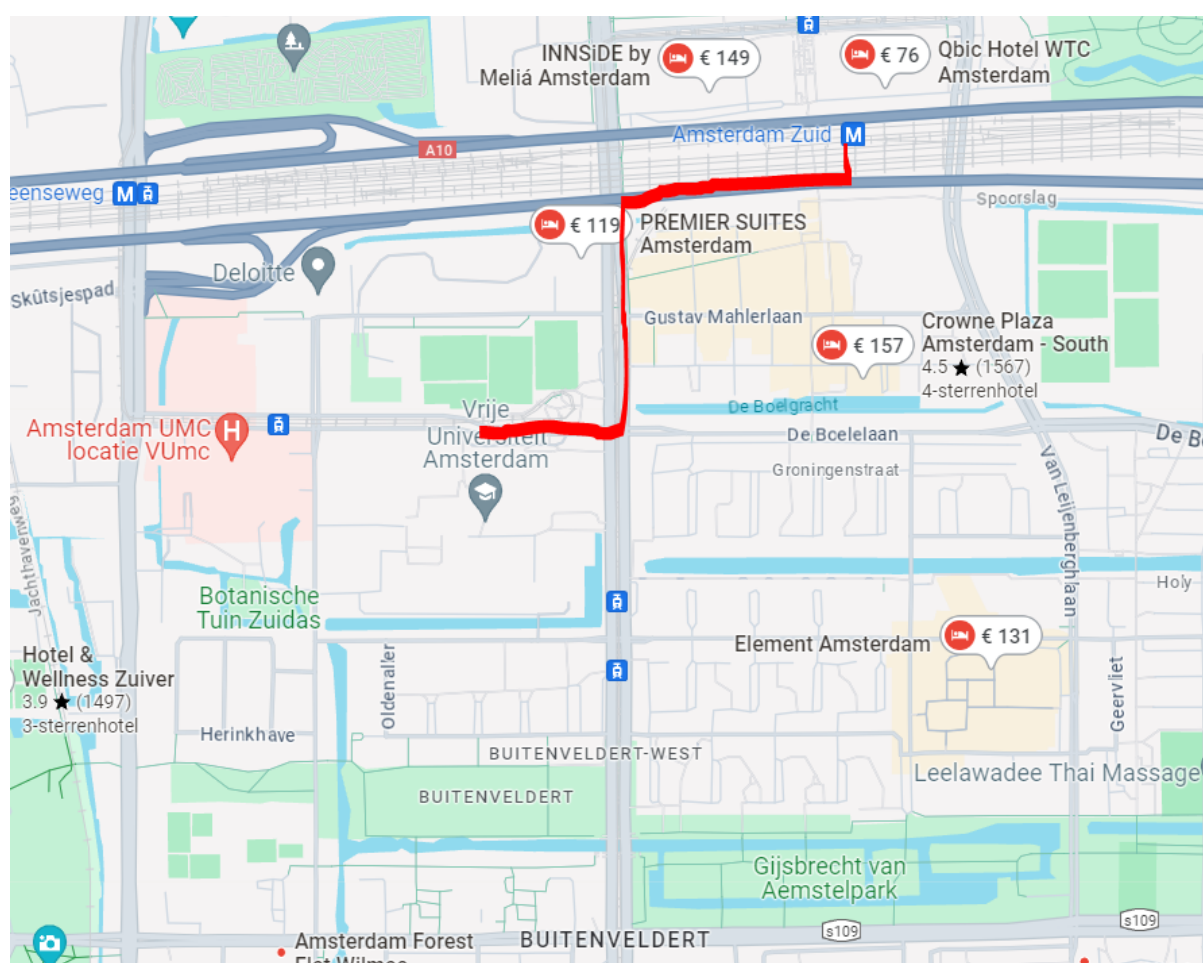 INNSiDE by
Meliá Amsterdam
€ 149
€ 76
Qbic Hotel WTC
Amsterdam
Amsterdam Zuid
M
A10
eenseweg
M
Spoorslag
€ 119
PREMIER SUITES
Amsterdam
Deloitte
Skûtsjespad
Gustav Mahlerlaan
€ 157
Crowne Plaza
Amsterdam - South
4.5 ★ (1567)
4-sterrenhotel
Vrije
Universiteit
Amsterdam
De Boelgracht
Amsterdam UMC
locatie VUmc
H
De Boelelaan
De B
Groningenstraat
Van Leijenberghlaan
Jachthavenweg
Holy
Botanische
Tuin Zuidas
Element Amsterdam
€ 131
Hotel &
Wellness Zuiver
3.9 ★ (1497)
3-sterrenhotel
Oldenaller
Geervliet
Herinkhave
BUITENVELDERT-WEST
Leelawadee Thai Massage
BUITENVELDERT
Gijsbrecht van
Aemstelpark
s109
s109
Amsterdam Forest
BUITENVELDERT